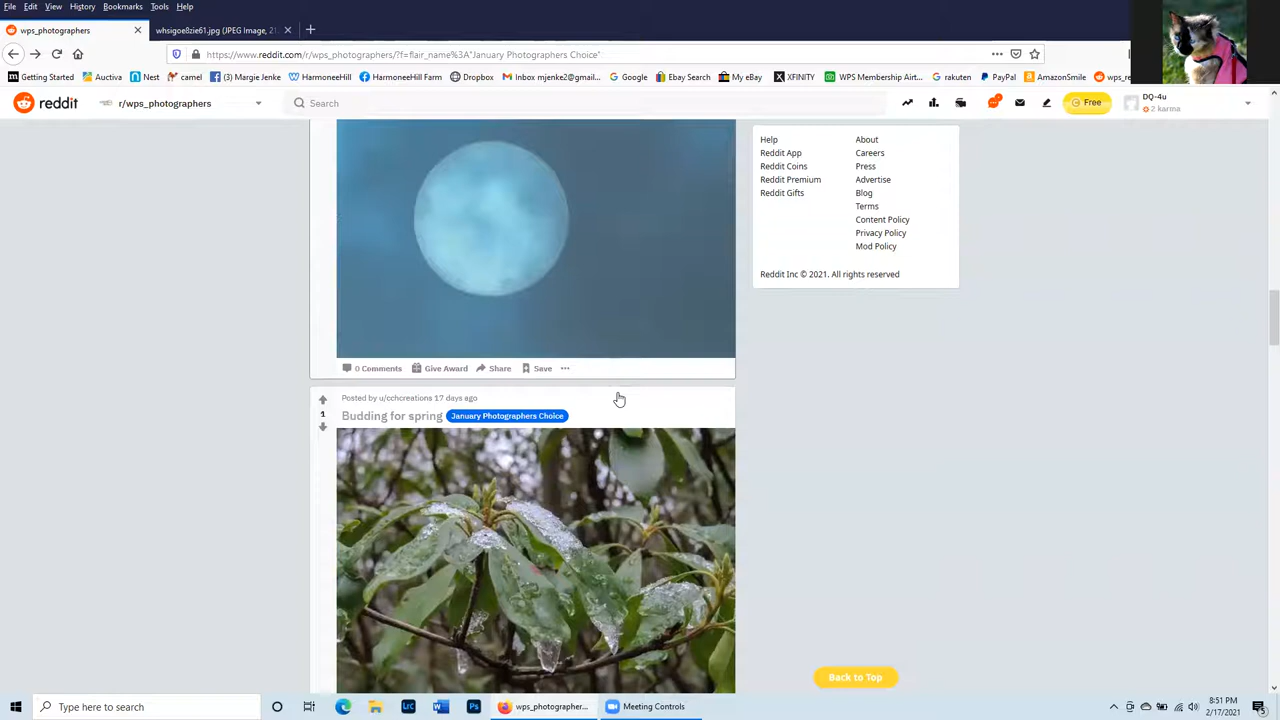 File Edit View History Bookmarks Tools Help
wps_photographers
whsigoe8zie61.jpg (JPEG Image, 21
https://www.reddit.com/r/wps_photographers/?f=flair_name%3A"January Photographers Choice"
Getting Started Auctiva Nest camel (3) Margie Jenke HarmoneeHill HarmoneeHill Farm Dropbox Inbox mjenke2@gmail... Google Ebay Search My eBay XFINITY WPS Membership Airt... rakuten PayPal AmazonSmile
reddit r/wps_photographers Search Free DQ-4u
2 karma
Help About
Reddit App Careers
Reddit Coins Press
Reddit Premium Advertise
Reddit Gifts Blog
Terms
Content Policy
Privacy Policy
Mod Policy
Reddit Inc © 2021. All rights reserved
0 Comments Give Award Share Save
Posted by u/cchcreations 17 days ago
1 Budding for spring January Photographers Choice
Back to Top
Type here to search
wps_photographer...
Meeting Controls
8:51 PM
2/17/2021
5